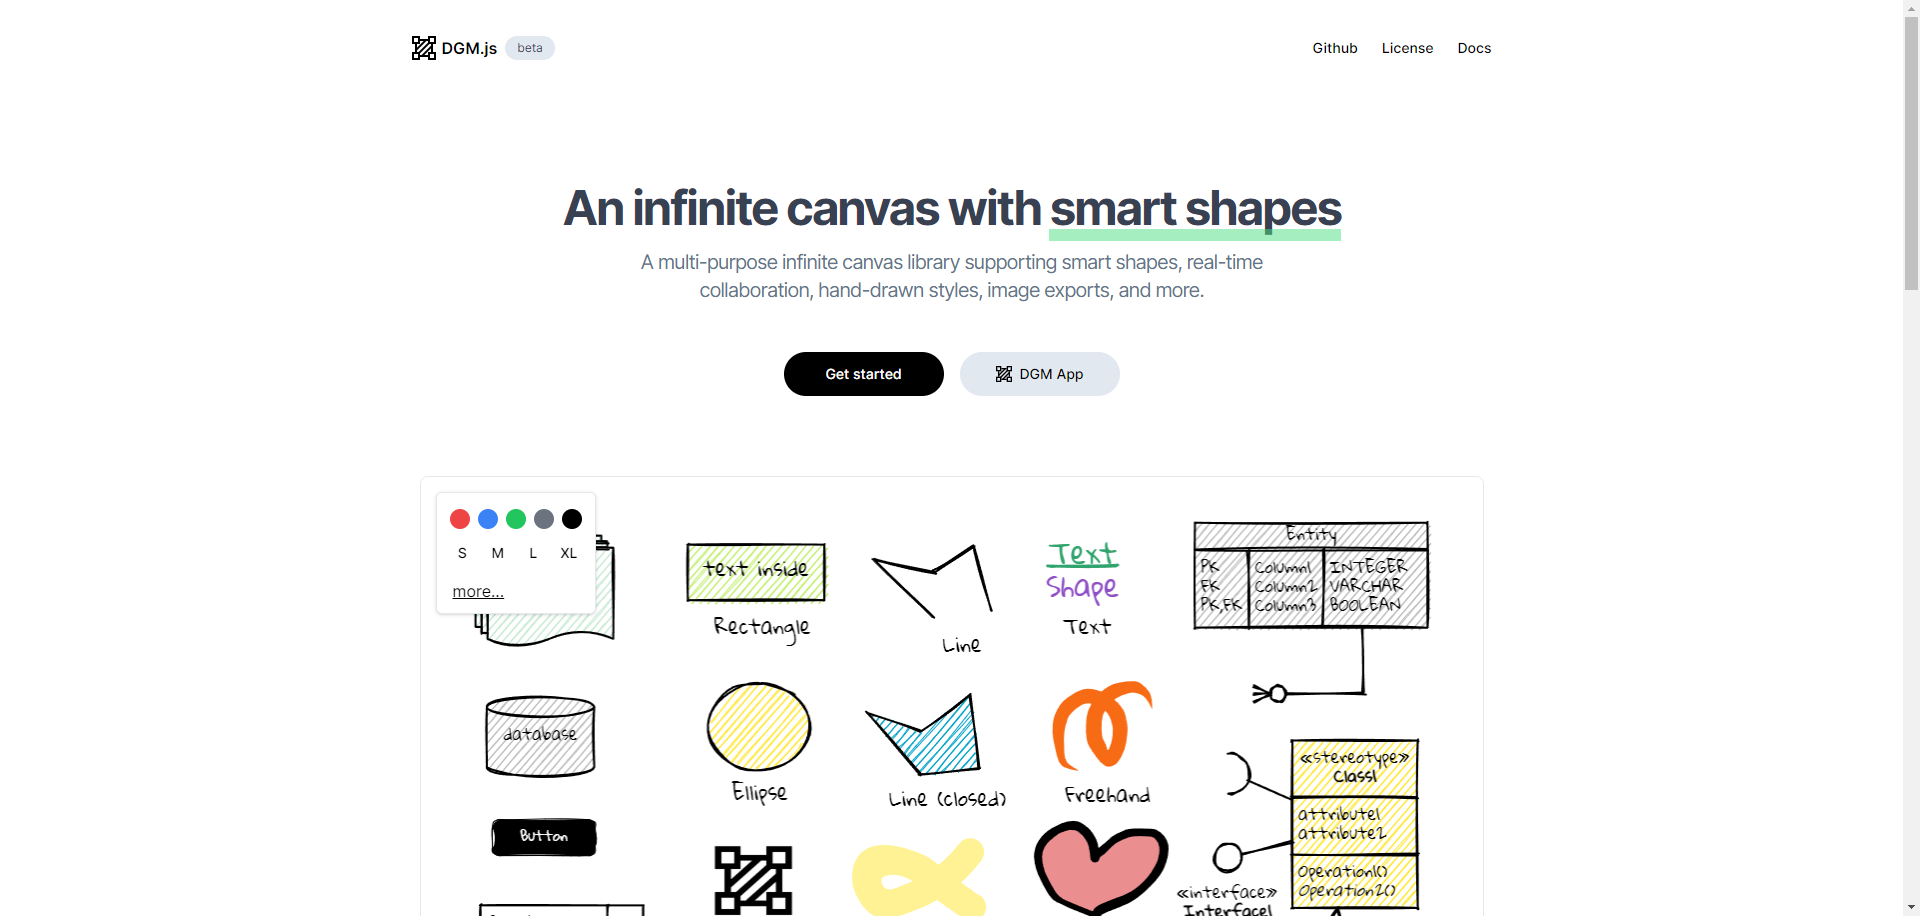 DGM.js beta
Github License Docs
An infinite canvas with smart shapes
A multi-purpose infinite canvas library supporting smart shapes, real-time
collaboration, hand-drawn styles, image exports, and more.
Get started
DGM App
S M L XL
more...
text inside
Rectangle
Line
Text
Shape
Text
Entity
PK Column1 INTEGER
FK Column2 VARCHAR
PK,FK Column3 BOOLEAN
database
Ellipse
Line (closed)
Freehand
«stereotype»
Class1
attribute1
attribute2
Operation1()
Operation2()
Button
«interface»
Interface1